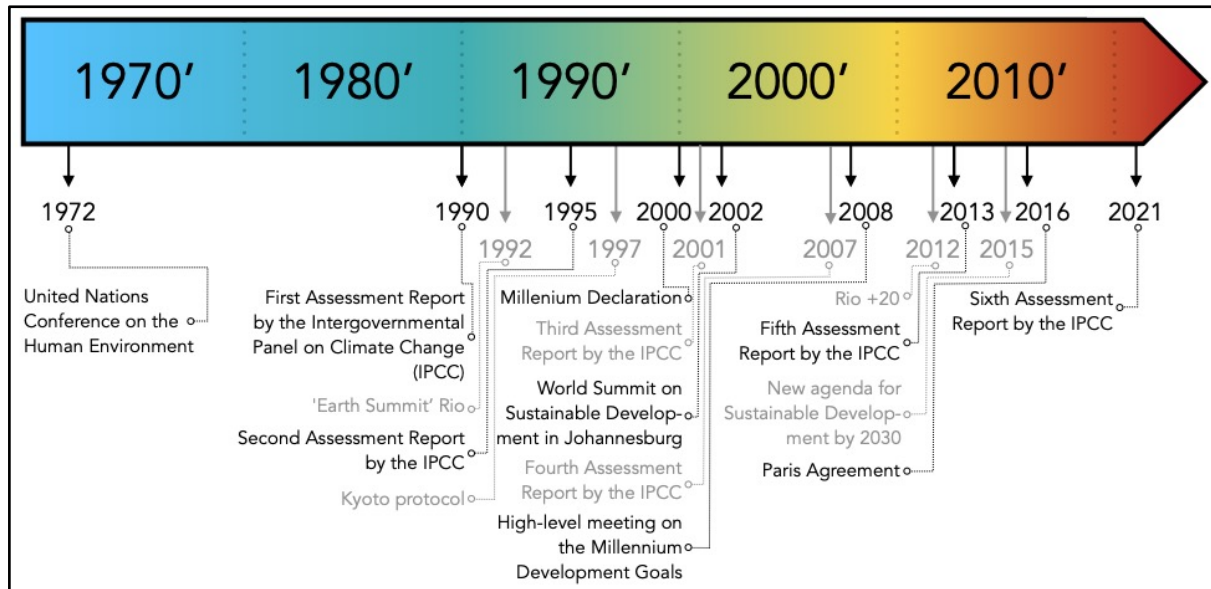 1970’
1980’
1990’
2000’
2010’
1972
1990
1995
2000
2002
2008
2013
2016
2021
1992
1997
2001
2007
2012
2015
United Nations
Conference on the
Human Environment
First Assessment Report
by the Intergovernmental
Panel on Climate Change
(IPCC)
'Earth Summit’ Rio
Second Assessment Report
by the IPCC
Kyoto protocol
Millenium Declaration
Third Assessment
Report by the IPCC
World Summit on
Sustainable Develop-
ment in Johannesburg
Fourth Assessment
Report by the IPCC
High-level meeting on
the Millennium
Development Goals
Rio +20
Fifth Assessment
Report by the IPCC
New agenda for
Sustainable Develop-
ment by 2030
Paris Agreement
Sixth Assessment
Report by the IPCC